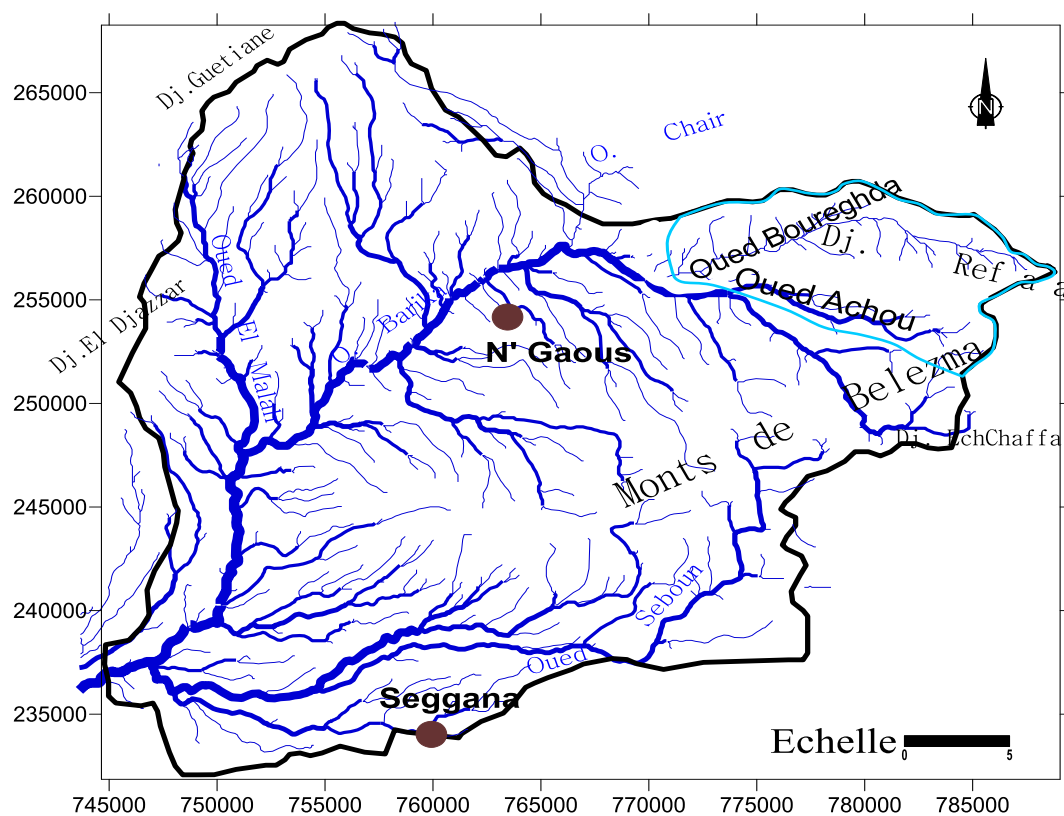 265000
260000
255000
250000
245000
240000
235000
745000 750000 755000 760000 765000 770000 775000 780000 785000
Dj.Guetiane
Dj.El Djazzar
Oued El Malah
O. Barika
O. Chair
N
Oued Boureghda
Dj. Ref a a
Oued Achou
N' Gaous
Monts de Belezma
Dj. EchChaffa
Oued Seboun
Seggana
Echelle
0 5